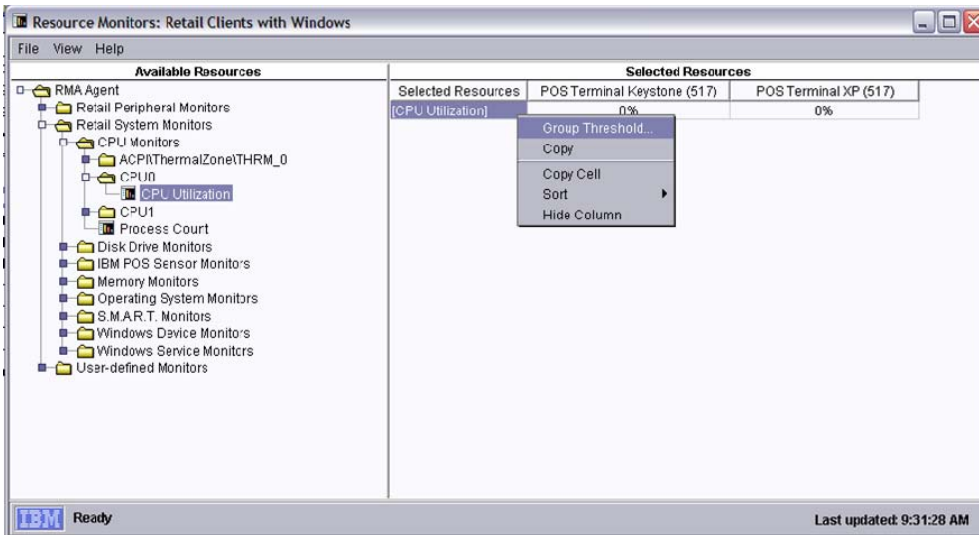 Resource Monitors: Retail Clients with Windows
File View Help
Available Resources
RMA Agent
Retail Peripheral Monitors
Retail System Monitors
CPU Monitors
ACPI\ThermalZone\THRM_0
CPU0
CPU Utilization
CPU1
Process Court
Disk Drive Monitors
IBM POS Sensor Monitors
Memory Monitors
Operating System Monitors
S.M.A.R.T. Monitors
Windows Device Monitors
Windows Service Monitors
User-defined Monitors
Selected Resources
Selected Resources POS Terminal Keystone (517) POS Terminal XP (517)
[CPU Utilization] 0% 0%
Group Threshold...
Copy
Copy Cell
Sort
Hide Column
IBM Ready Last updated: 9:31:28 AM